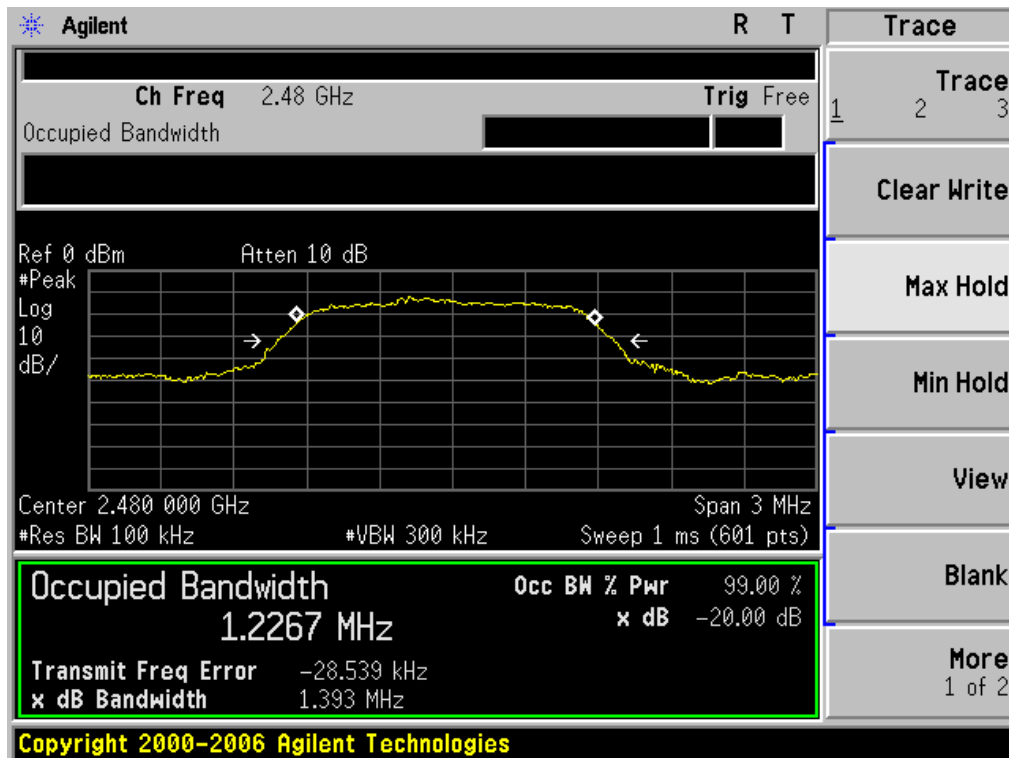 Agilent R T
Ch Freq 2.48 GHz Trig Free
Occupied Bandwidth
Ref 0 dBm Atten 10 dB
#Peak
Log
10
dB/
Center 2.480 000 GHz Span 3 MHz
#Res BW 100 kHz #VBW 300 kHz Sweep 1 ms (601 pts)
Occupied Bandwidth Occ BW % Pwr 99.00 %
1.2267 MHz x dB -20.00 dB
Transmit Freq Error -28.539 kHz
x dB Bandwidth 1.393 MHz
Copyright 2000-2006 Agilent Technologies
Trace
Trace
1 2 3
Clear Write
Max Hold
Min Hold
View
Blank
More
1 of 2